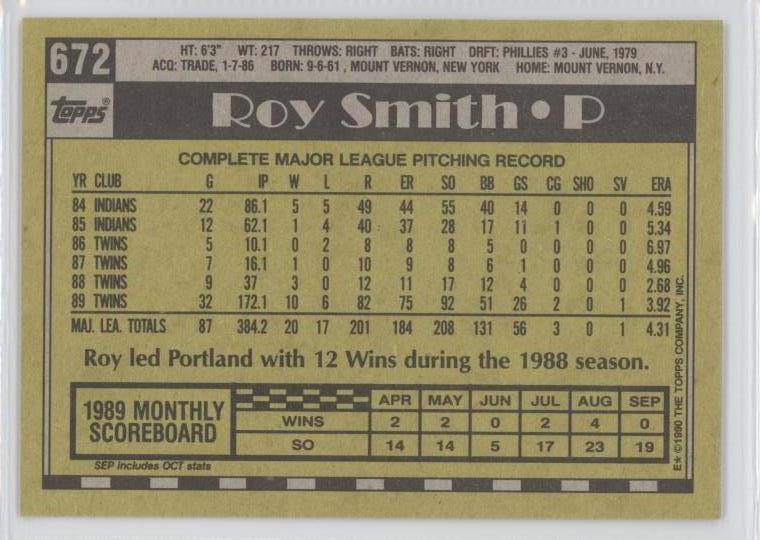 672
HT: 6'3" WT: 217 THROWS: RIGHT BATS: RIGHT DRFT: PHILLIES #3 - JUNE, 1979
ACQ: TRADE, 1-7-86 BORN: 9-6-61 , MOUNT VERNON, NEW YORK HOME: MOUNT VERNON, N.Y.
topps® Roy Smith • P
COMPLETE MAJOR LEAGUE PITCHING RECORD
YR CLUB G IP W L R ER SO BB GS CG SHO SV ERA
84 INDIANS 22 86.1 5 5 49 44 55 40 14 0 0 0 4.59
85 INDIANS 12 62.1 1 4 40 37 28 17 11 1 0 0 5.34
86 TWINS 5 10.1 0 2 8 8 8 5 0 0 0 0 6.97
87 TWINS 7 16.1 1 0 10 9 8 6 1 0 0 0 4.96
88 TWINS 9 37 3 0 12 11 17 12 4 0 0 0 2.68
89 TWINS 32 172.1 10 6 82 75 92 51 26 2 0 1 3.92
MAJ. LEA. TOTALS 87 384.2 20 17 201 184 208 131 56 3 0 1 4.31
Roy led Portland with 12 Wins during the 1988 season.
1989 MONTHLY
SCOREBOARD
APR MAY JUN JUL AUG SEP
WINS 2 2 0 2 4 0
SO 14 14 5 17 23 19
SEP includes OCT stats
E* ©1990 THE TOPPS COMPANY, INC.